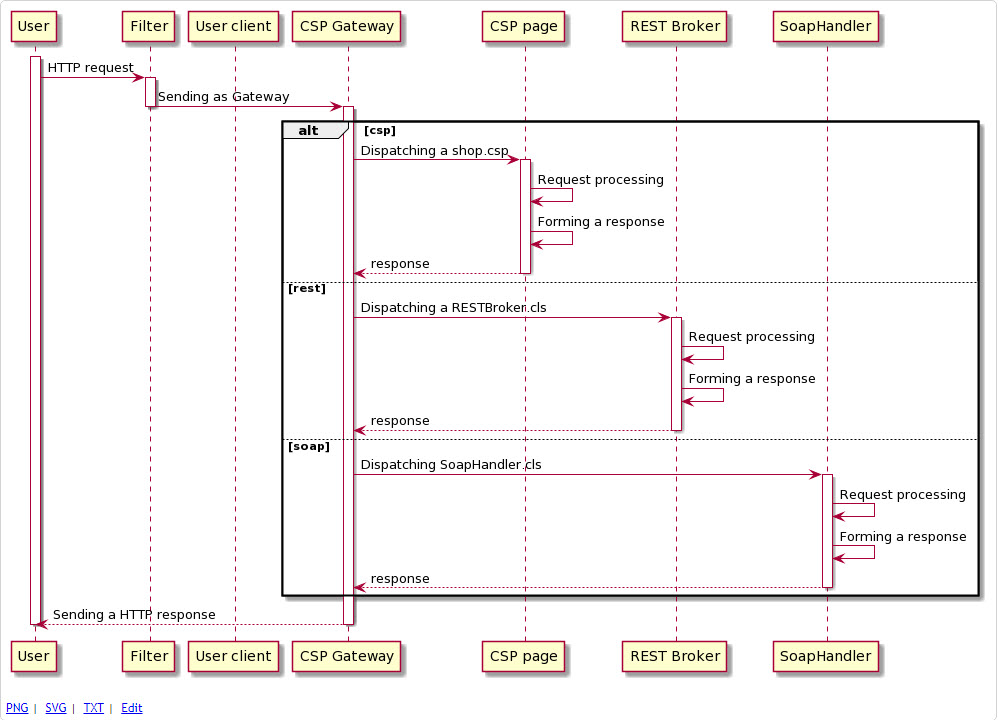 User Filter User client CSP Gateway CSP page REST Broker SoapHandler
HTTP request
Sending as Gateway
alt [csp]
Dispatching a shop.csp
Request processing
Forming a response
response
[rest]
Dispatching a RESTBroker.cls
Request processing
Forming a response
response
[soap]
Dispatching SoapHandler.cls
Request processing
Forming a response
response
Sending a HTTP response
User Filter User client CSP Gateway CSP page REST Broker SoapHandler
PNG | SVG | TXT | Edit